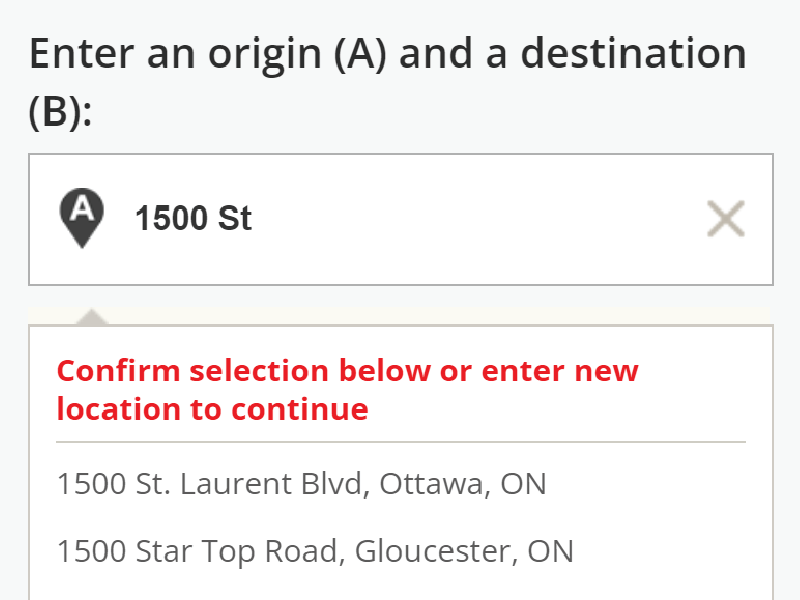 Enter an origin (A) and a destination
(B):
A 1500 St
Confirm selection below or enter new
location to continue
1500 St. Laurent Blvd, Ottawa, ON
1500 Star Top Road, Gloucester, ON